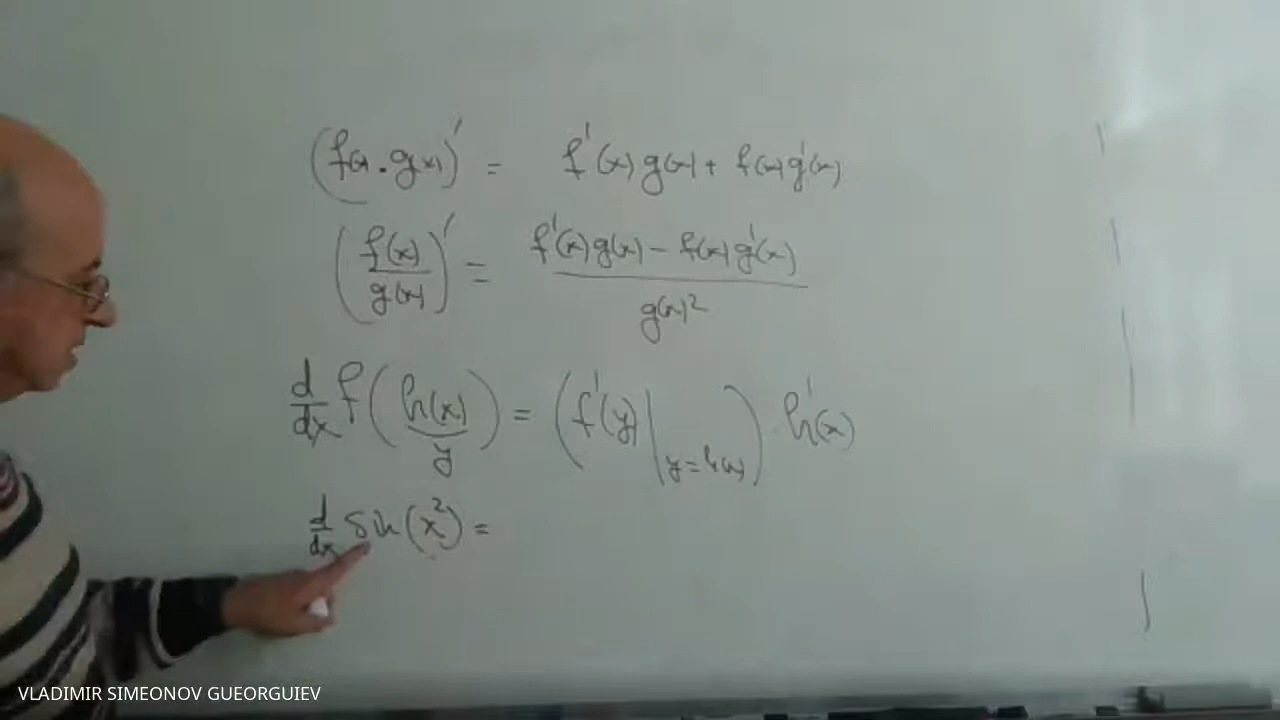 (f(x) . g(x))' = f'(x) g(x) + f(x) g'(x)
(f(x)/g(x))' = (f'(x) g(x) - f(x) g'(x)) / g(x)²
d/dx f(h(x)) = (f'(y) | y=h(x)) . h'(x)
y
d/dx sin(x²) =
VLADIMIR SIMEONOV GUEORGUIEV